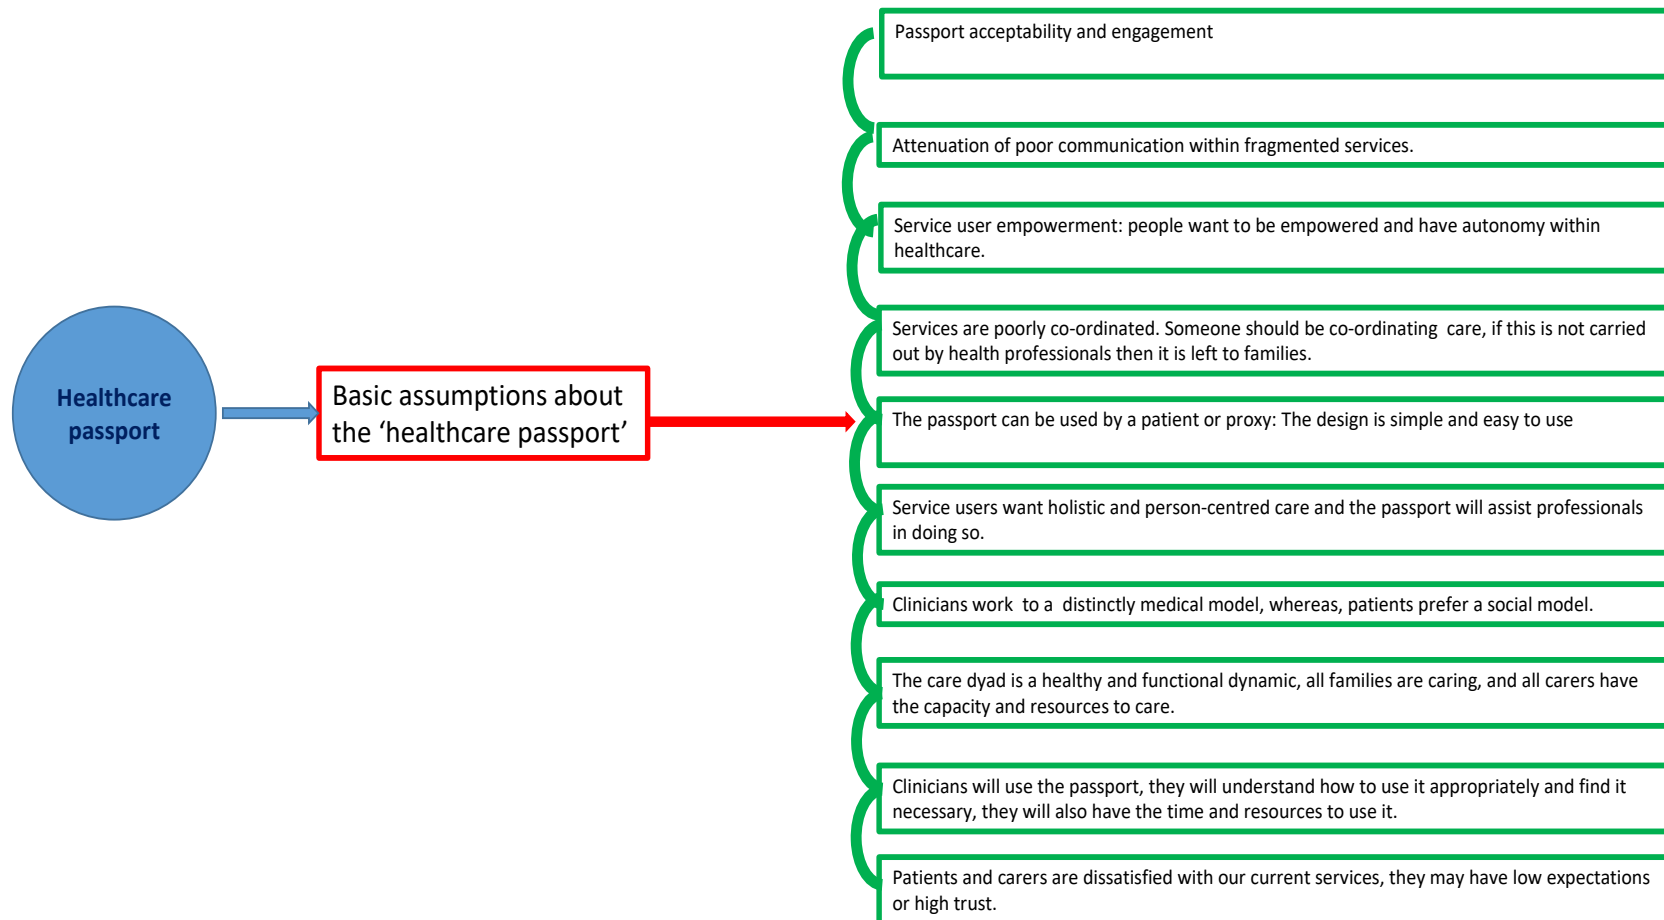 Healthcare
passport
Basic assumptions about
the ‘healthcare passport’
Passport acceptability and engagement
Attenuation of poor communication within fragmented services.
Service user empowerment: people want to be empowered and have autonomy within
healthcare.
Services are poorly co-ordinated. Someone should be co-ordinating  care, if this is not carried
out by health professionals then it is left to families.
The passport can be used by a patient or proxy: The design is simple and easy to use
Service users want holistic and person-centred care and the passport will assist professionals
in doing so.
Clinicians work  to a  distinctly medical model, whereas, patients prefer a social model.
The care dyad is a healthy and functional dynamic, all families are caring, and all carers have
the capacity and resources to care.
Clinicians will use the passport, they will understand how to use it appropriately and find it
necessary, they will also have the time and resources to use it.
Patients and carers are dissatisfied with our current services, they may have low expectations
or high trust.